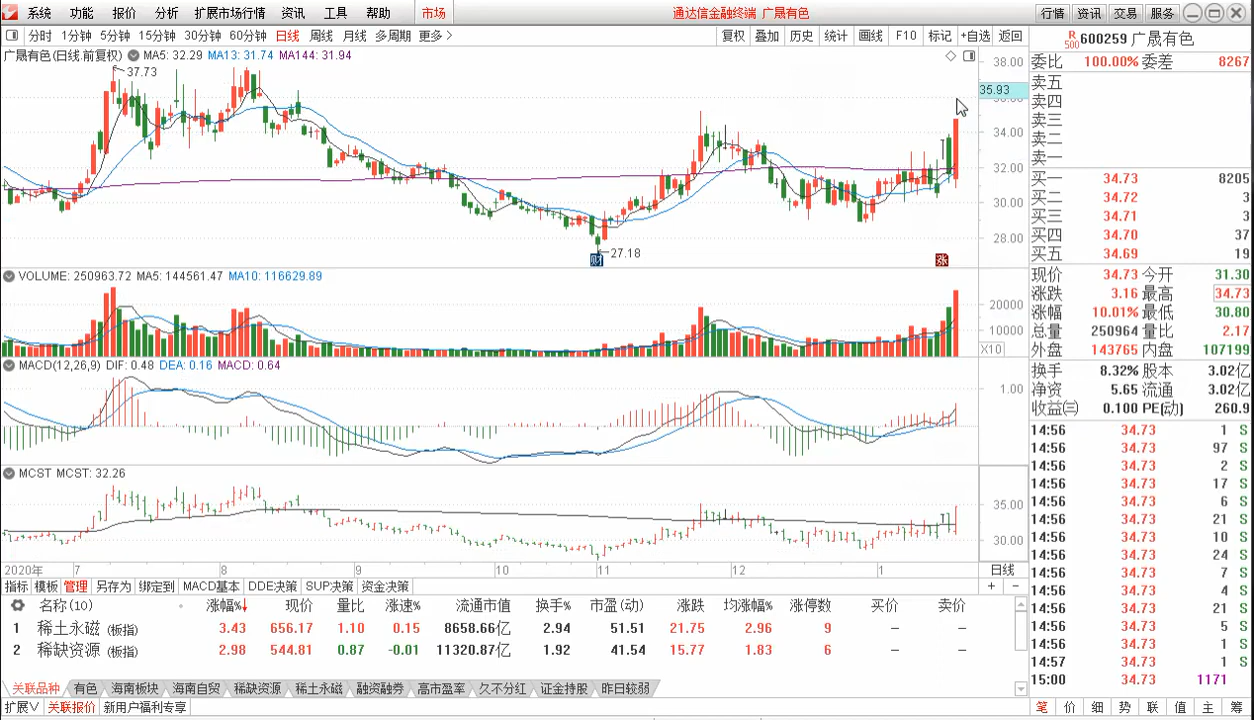 系统 功能 报价 分析 扩展市场行情 资讯 工具 帮助 市场 通达信金融终端 广晟有色 行情 资讯 交易 服务
分时 1分钟 5分钟 15分钟 30分钟 60分钟 日线 周线 月线 多周期 更多 > 复权 叠加 历史 统计 画线 F10 标记 +自选 返回
R 500 600259 广晟有色
广晟有色(日线.前复权) MA5: 32.29 MA13: 31.74 MA144: 31.94
38.00
37.73
35.93
34.00
32.00
30.00
28.00
27.18
财 涨
委比 100.00% 委差 8267
卖五
卖四
卖三
卖二
卖一
买一 34.73 8205
买二 34.72 3
买三 34.71 3
买四 34.70 37
买五 34.69 19
现价 34.73 今开 31.30
涨跌 3.16 最高 34.73
涨幅 10.01% 最低 30.80
总量 250964 量比 2.17
外盘 143765 内盘 107199
换手 8.32% 股本 3.02亿
净资 5.65 流通 3.02亿
收益㈢ 0.100 PE(动) 260.9
VOLUME: 250963.72 MA5: 144561.47 MA10: 116629.89
20000
10000
X10
MACD(12,26,9) DIF: 0.48 DEA: 0.16 MACD: 0.64
1.00
MCST MCST: 32.26
35.00
30.00
2020年 7 8 9 10 11 12 1 日线
14:56 34.73 1 S
14:56 34.73 97 S
14:56 34.73 2 S
14:56 34.73 17 S
14:56 34.73 6 S
14:56 34.73 21 S
14:56 34.73 10 S
14:56 34.73 24 S
14:56 34.73 7 S
14:56 34.73 4 S
14:56 34.73 21 S
14:56 34.73 5 S
14:56 34.73 1 S
14:57 34.73 1 S
15:00 34.73 1171
指标 模板 管理 另存为 绑定到 MACD基本 DDE决策 SUP决策 资金决策 + -
名称(10) 涨幅%↓ 现价 量比 涨速% 流通市值 换手% 市盈(动) 涨跌 均涨幅% 涨停数 买价 卖价
1 稀土永磁 (板指) 3.43 656.17 1.10 0.15 8658.66亿 2.94 51.51 21.75 2.96 9 – –
2 稀缺资源 (板指) 2.98 544.81 0.87 -0.01 11320.87亿 1.92 41.54 15.77 1.83 6 – –
关联品种 有色 海南板块 海南自贸 稀缺资源 稀土永磁 融资融券 高市盈率 久不分红 证金持股 昨日较弱
扩展∨ 关联报价 新用户福利专享 笔 价 细 势 联 值 主 筹